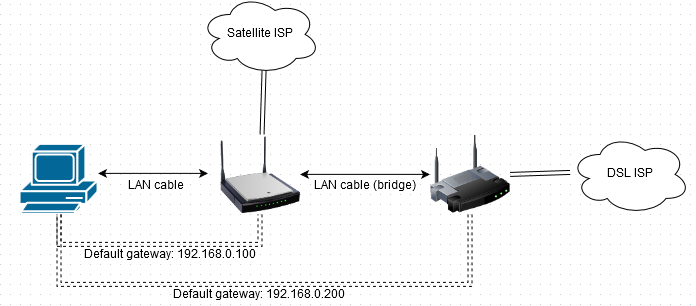 Satellite ISP
LAN cable
LAN cable (bridge)
DSL ISP
Default gateway: 192.168.0.100
Default gateway: 192.168.0.200